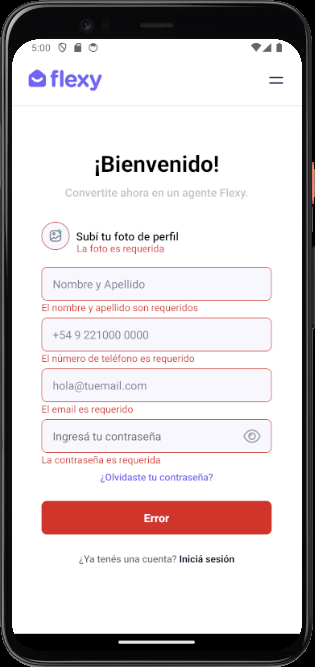 5:00
flexy
¡Bienvenido!
Convertite ahora en un agente Flexy.
Subí tu foto de perfil
La foto es requerida
Nombre y Apellido
El nombre y apellido son requeridos
+54 9 221000 0000
El número de teléfono es requerido
hola@tuemail.com
El email es requerido
Ingresá tu contraseña
La contraseña es requerida
¿Olvidaste tu contraseña?
Error
¿Ya tenés una cuenta? Iniciá sesión